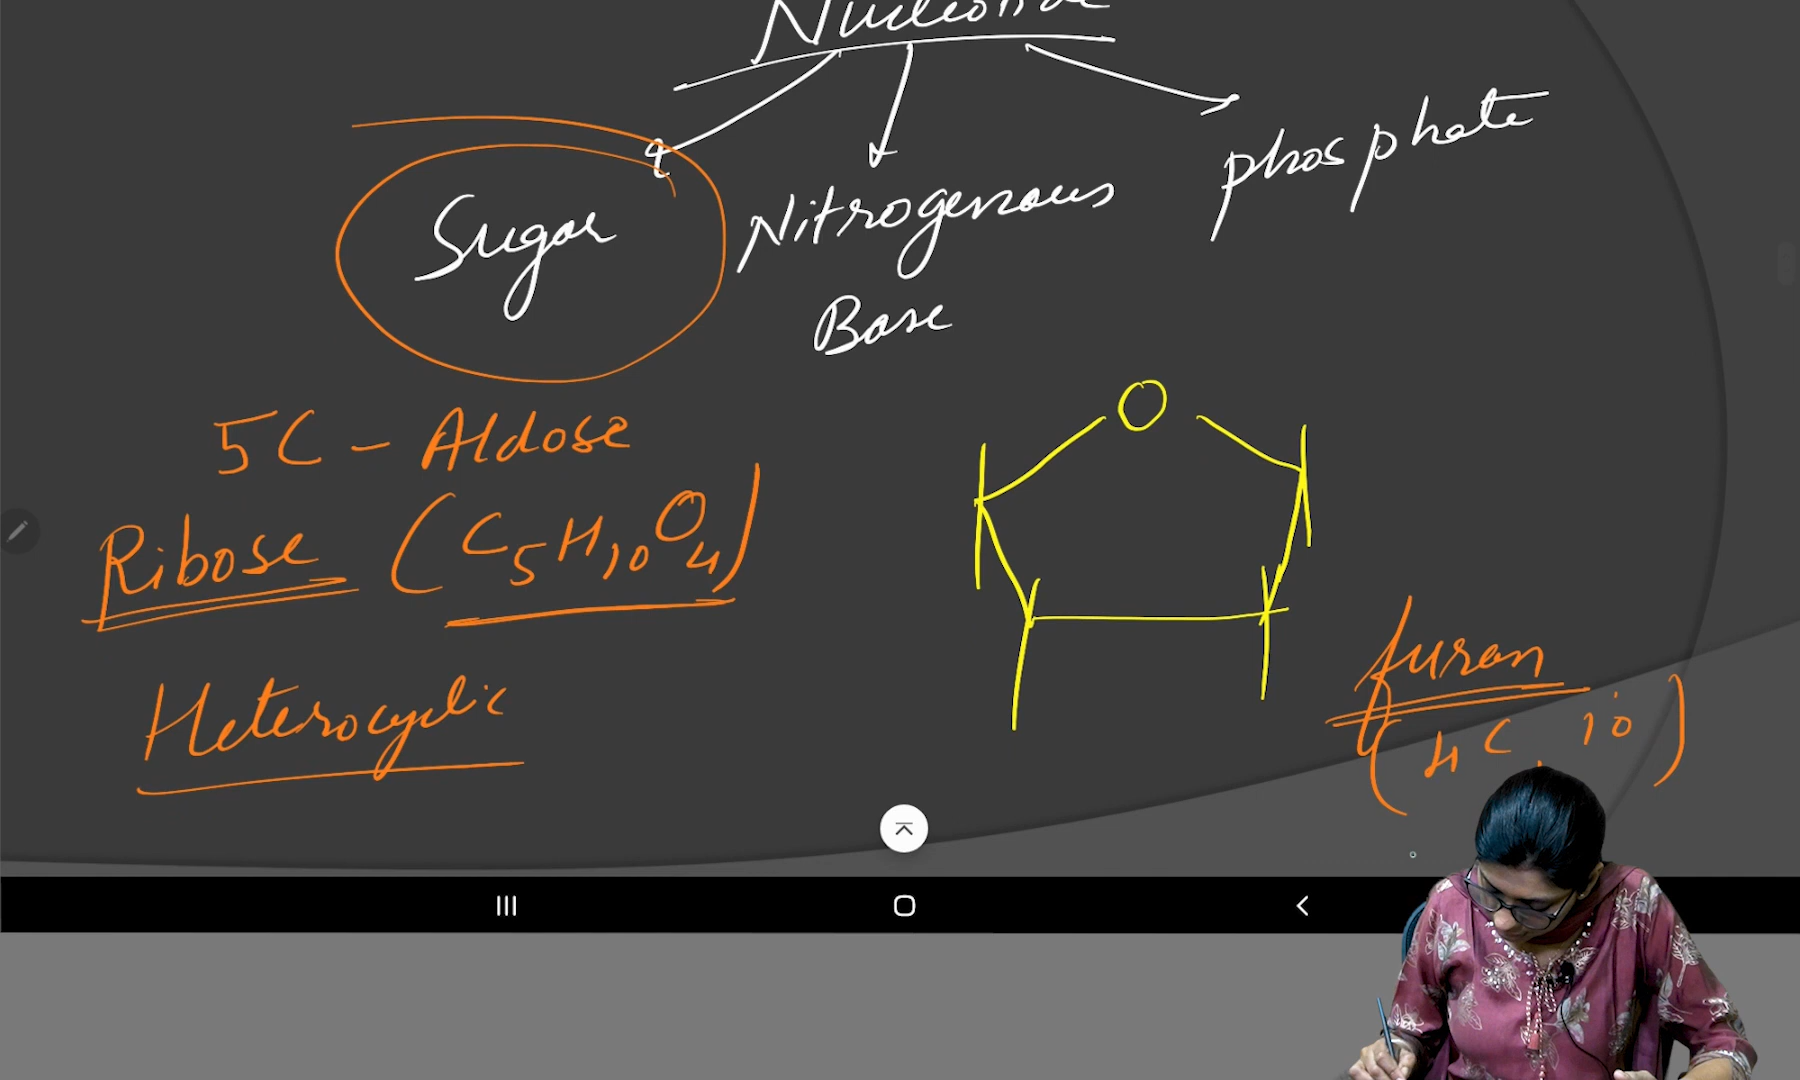 Nucleotide
Sugar
Nitrogenous
Base
phosphate
5C - Aldose
Ribose (C₅H₁₀O₄)
Heterocyclic
O
furan
(4C, 1O)